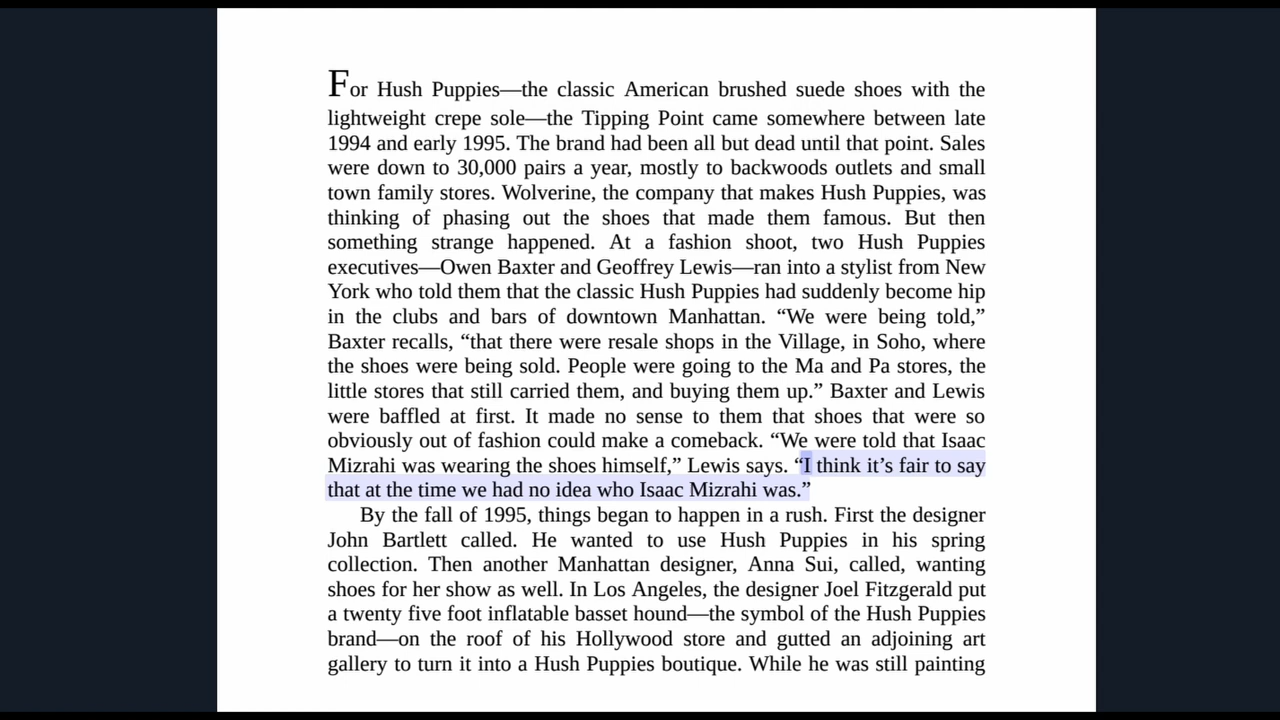 For Hush Puppies—the classic American brushed suede shoes with the
lightweight crepe sole—the Tipping Point came somewhere between late
1994 and early 1995. The brand had been all but dead until that point. Sales
were down to 30,000 pairs a year, mostly to backwoods outlets and small
town family stores. Wolverine, the company that makes Hush Puppies, was
thinking of phasing out the shoes that made them famous. But then
something strange happened. At a fashion shoot, two Hush Puppies
executives—Owen Baxter and Geoffrey Lewis—ran into a stylist from New
York who told them that the classic Hush Puppies had suddenly become hip
in the clubs and bars of downtown Manhattan. “We were being told,”
Baxter recalls, “that there were resale shops in the Village, in Soho, where
the shoes were being sold. People were going to the Ma and Pa stores, the
little stores that still carried them, and buying them up.” Baxter and Lewis
were baffled at first. It made no sense to them that shoes that were so
obviously out of fashion could make a comeback. “We were told that Isaac
Mizrahi was wearing the shoes himself,” Lewis says. “I think it’s fair to say
that at the time we had no idea who Isaac Mizrahi was.”
By the fall of 1995, things began to happen in a rush. First the designer
John Bartlett called. He wanted to use Hush Puppies in his spring
collection. Then another Manhattan designer, Anna Sui, called, wanting
shoes for her show as well. In Los Angeles, the designer Joel Fitzgerald put
a twenty five foot inflatable basset hound—the symbol of the Hush Puppies
brand—on the roof of his Hollywood store and gutted an adjoining art
gallery to turn it into a Hush Puppies boutique. While he was still painting